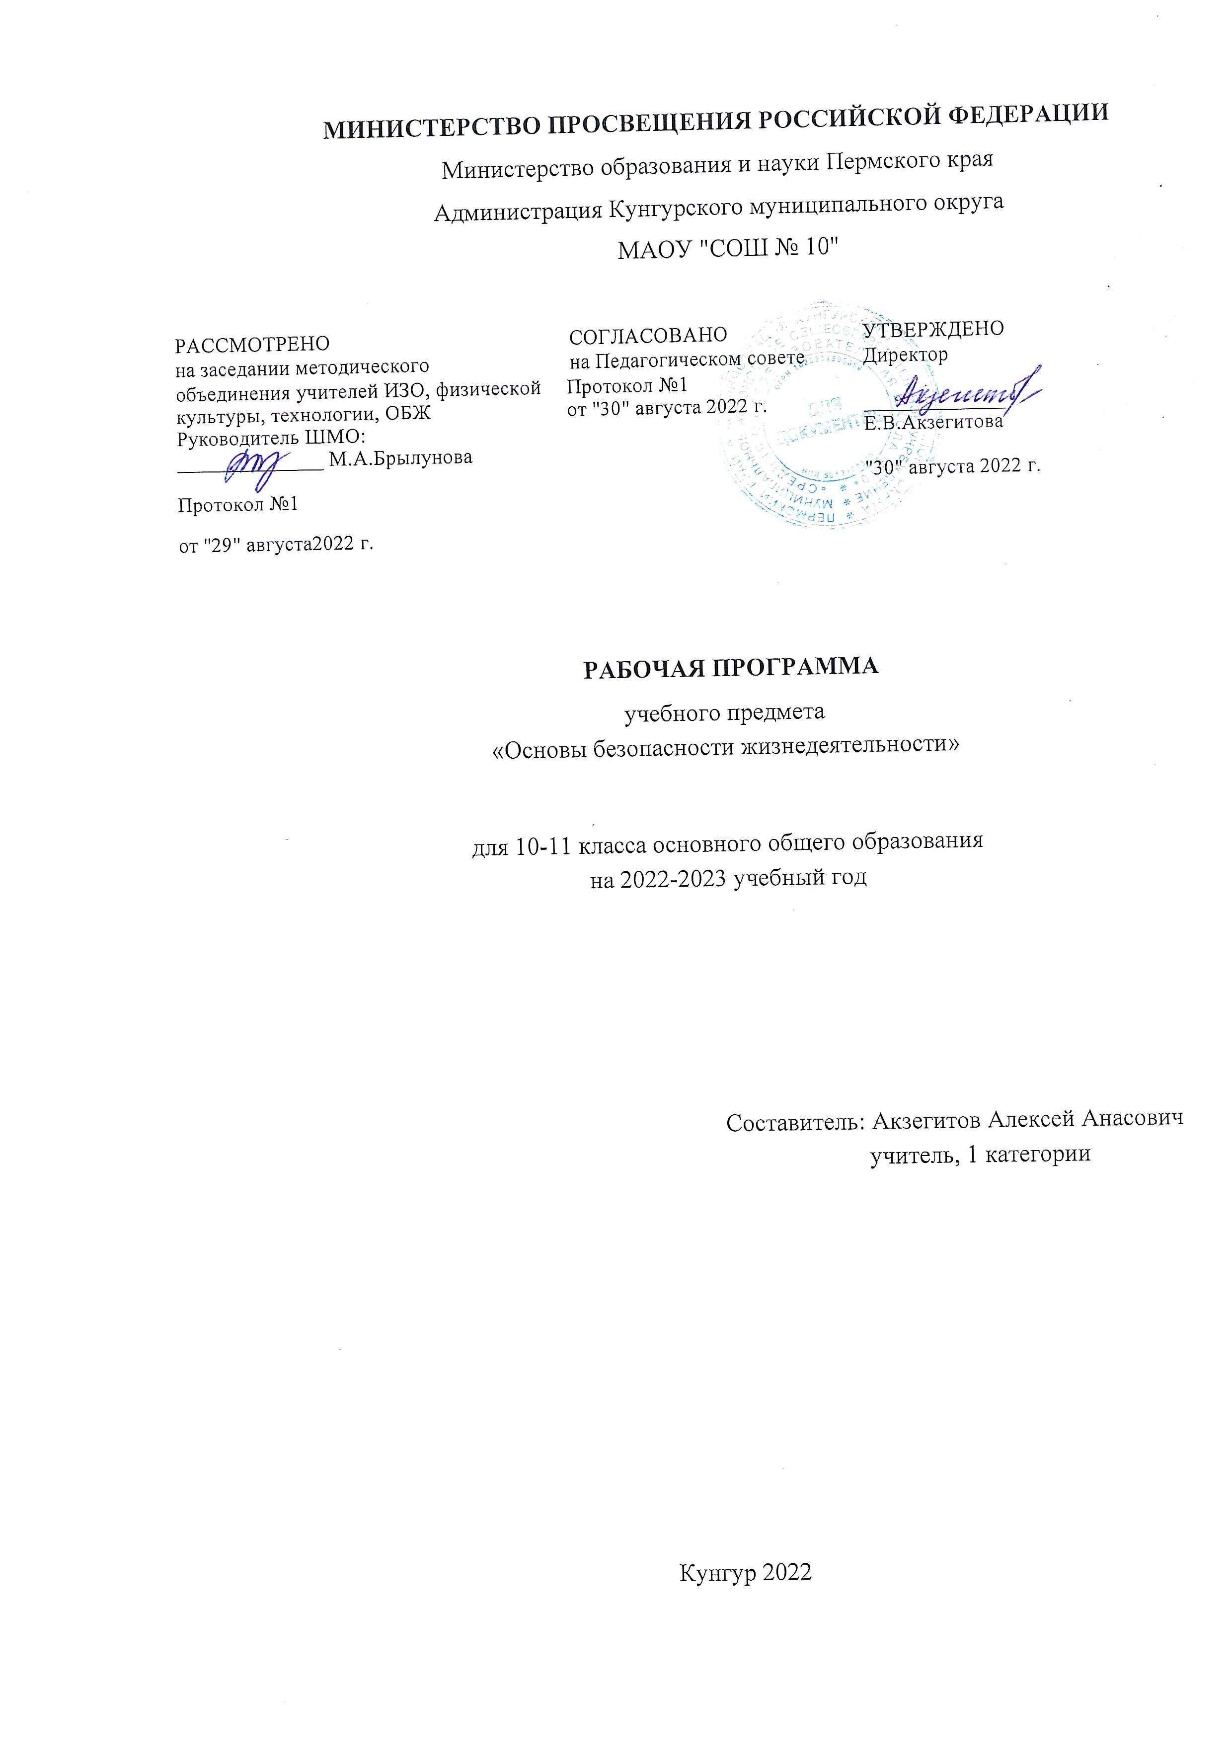 МИНИСТЕРСТВО ПРОСВЕЩЕНИЯ РОССИЙСКОЙ ФЕДЕРАЦИИ
Министерство образования и науки Пермского края
Администрация Кунгурского муниципального округа
МАОУ "СОШ № 10"
РАССМОТРЕНО
на заседании методического
объединения учителей ИЗО, физической
культуры, технологии, ОБЖ
Руководитель ШМО:
_______________ М.А.Брылунова
Протокол №1
от "29" августа2022 г.
СОГЛАСОВАНО
на Педагогическом совете
Протокол №1
от "30" августа 2022 г.
УТВЕРЖДЕНО
Директор
Е.В.Акзегитова
"30" августа 2022 г.
РАБОЧАЯ ПРОГРАММА
учебного предмета
«Основы безопасности жизнедеятельности»
для 10-11 класса основного общего образования
на 2022-2023 учебный год
Составитель: Акзегитов Алексей Анасович
учитель, 1 категории
Кунгур 2022